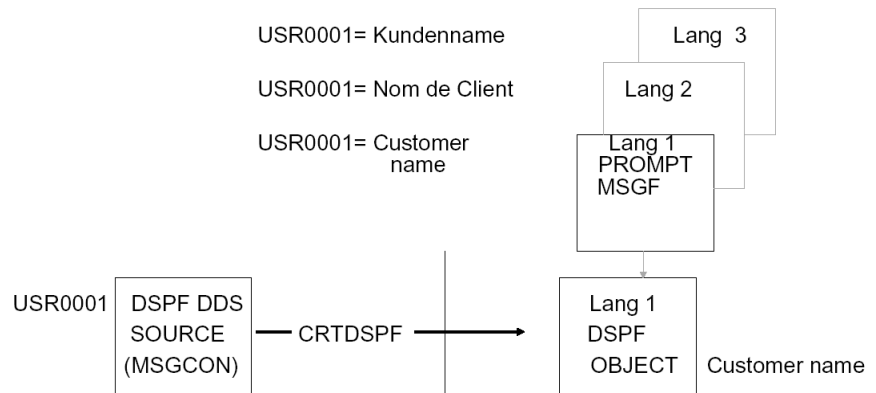 USR0001= Kundenname
Lang 3
USR0001= Nom de Client
Lang 2
USR0001= Customer
name
Lang 1
PROMPT
MSGF
USR0001
DSPF DDS
SOURCE
(MSGCON)
CRTDSPF
Lang 1
DSPF
OBJECT
Customer name